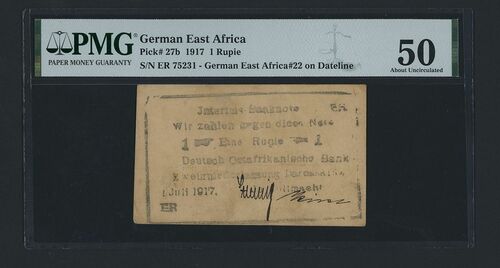 PMG
PAPER MONEY GUARANTY
German East Africa
Pick# 27b 1917 1 Rupie
S/N ER 75231 - German East Africa#22 on Dateline
50
About Uncirculated
Interims-Banknote
Wir zahlen gegen diese Note
1 Eine Rupie 1
Deutsch Ostafrikanische Bank
Juli 1917.
ER